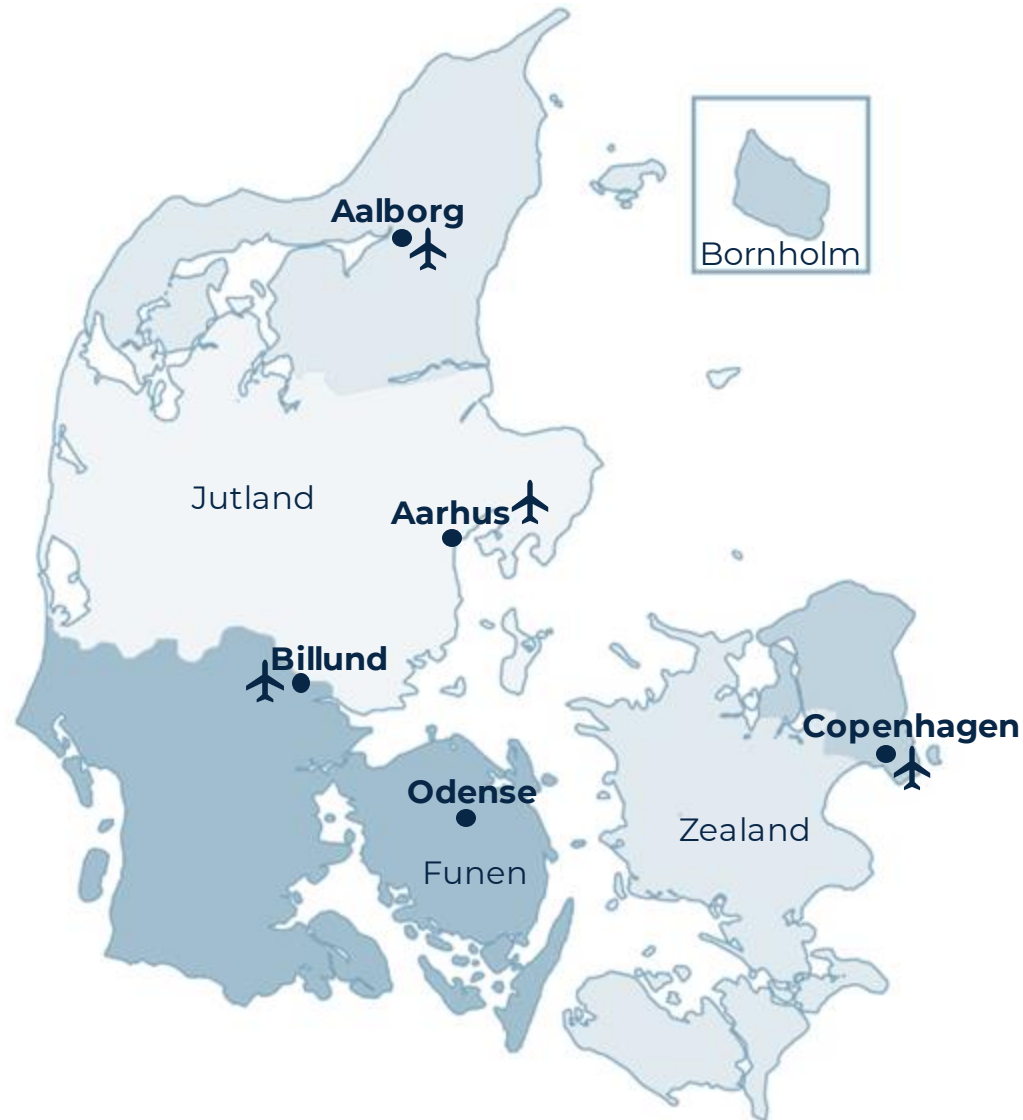 Aalborg
Bornholm
Jutland
Aarhus
Billund
Copenhagen
Odense
Zealand
Funen